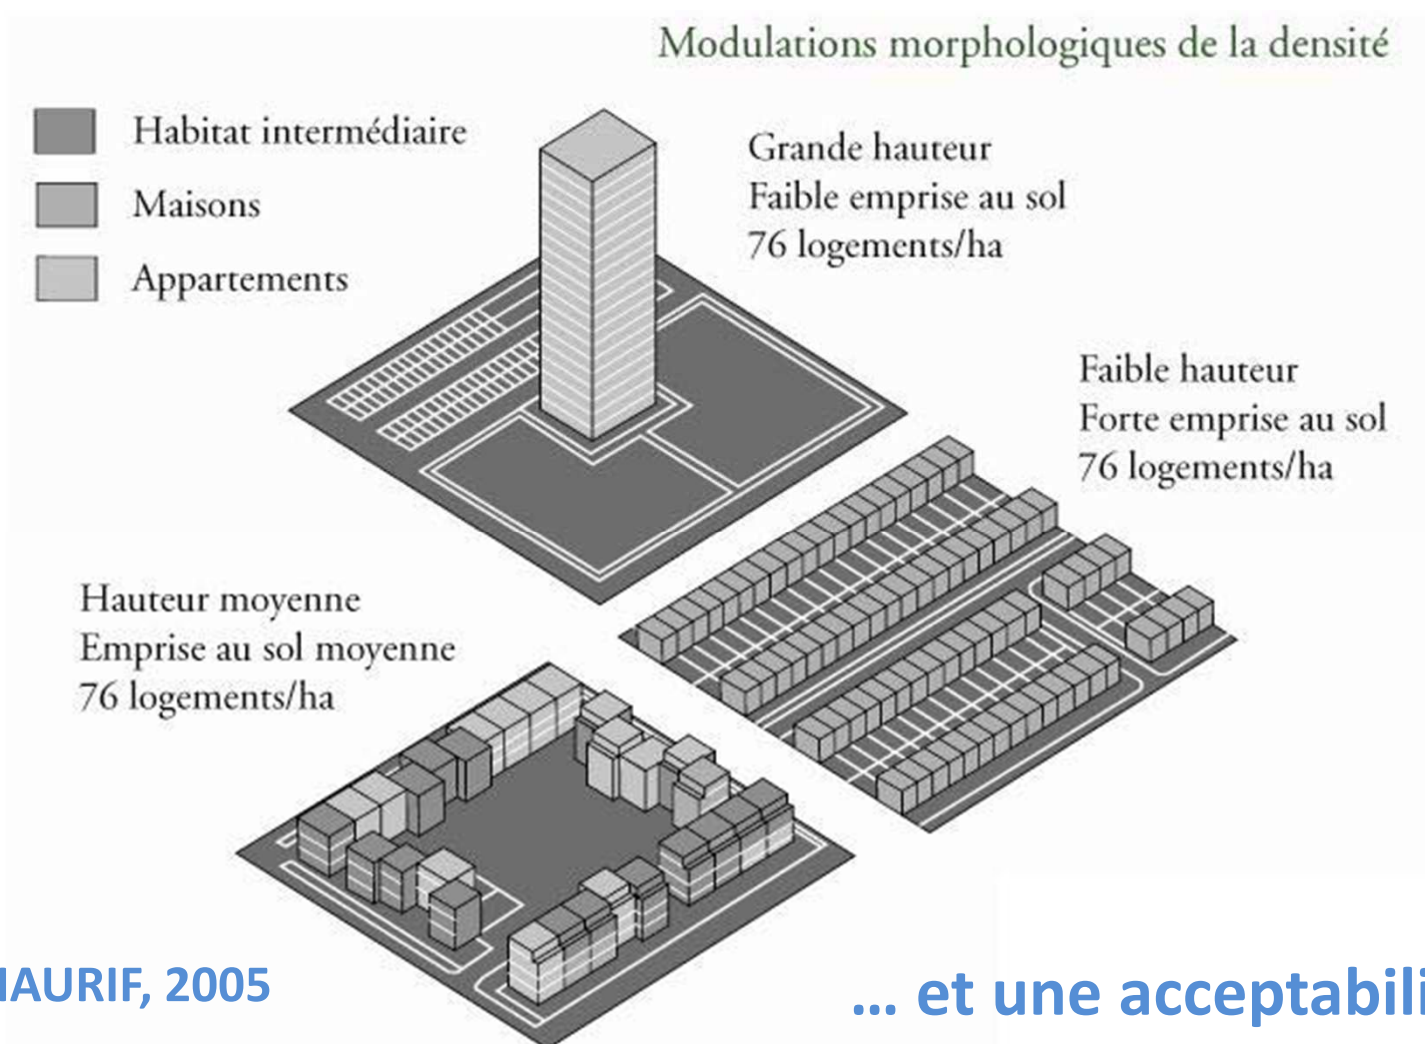 Modulations morphologiques de la densité
Habitat intermédiaire
Maisons
Appartements
Grande hauteur
Faible emprise au sol
76 logements/ha
Faible hauteur
Forte emprise au sol
76 logements/ha
Hauteur moyenne
Emprise au sol moyenne
76 logements/ha
IAURIF, 2005
... et une acceptabili